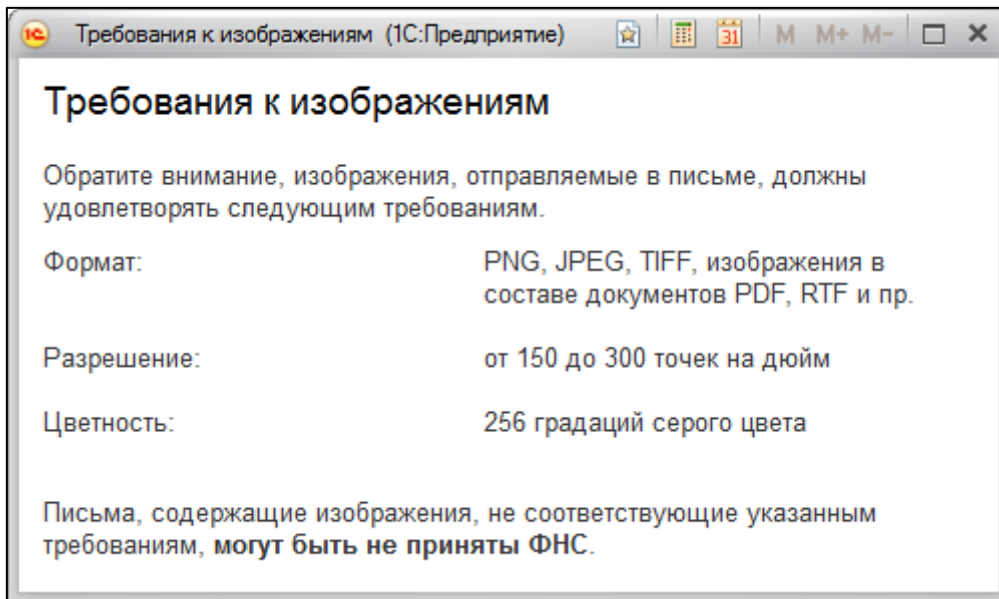 1С Требования к изображениям (1С:Предприятие) 31 M M+ M-
Требования к изображениям
Обратите внимание, изображения, отправляемые в письме, должны
удовлетворять следующим требованиям.
Формат: PNG, JPEG, TIFF, изображения в
составе документов PDF, RTF и пр.
Разрешение: от 150 до 300 точек на дюйм
Цветность: 256 градаций серого цвета
Письма, содержащие изображения, не соответствующие указанным
требованиям, могут быть не приняты ФНС.